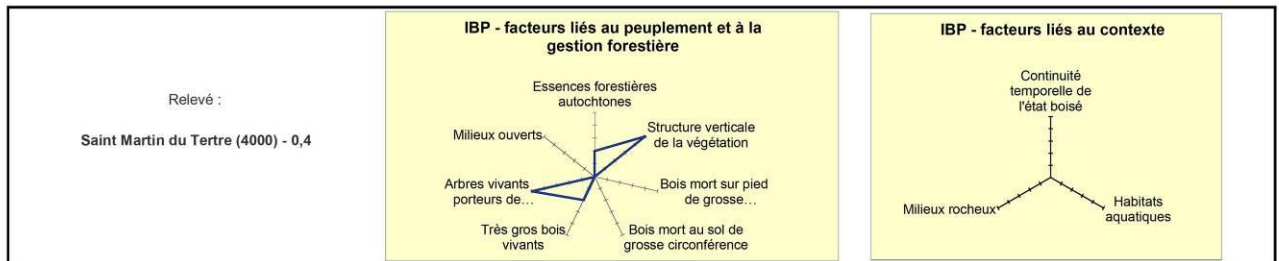 Relevé :
Saint Martin du Tertre (4000) - 0,4
IBP - facteurs liés au peuplement et à la
gestion forestière
Essences forestières
autochtones
Structure verticale
de la végétation
Bois mort sur pied
de grosse…
Bois mort au sol de
grosse circonférence
Très gros bois
vivants
Arbres vivants
porteurs de…
Milieux ouverts
IBP - facteurs liés au contexte
Continuité
temporelle de
l'état boisé
Habitats
aquatiques
Milieux rocheux